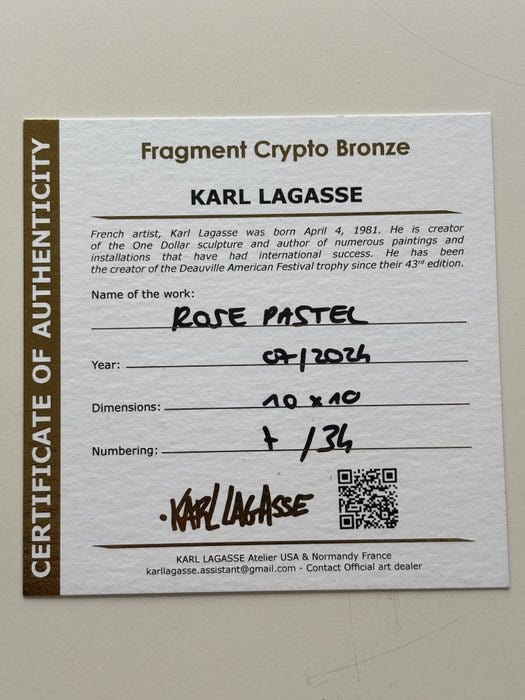 CERTIFICATE OF AUTHENTICITY
Fragment Crypto Bronze
KARL LAGASSE
French artist, Karl Lagasse was born April 4, 1981. He is creator
of the One Dollar sculpture and author of numerous paintings and
installations that have had international success. He has been
the creator of the Deauville American Festival trophy since their 43rd edition.
Name of the work:
ROSE PASTEL
Year: 07/2024
Dimensions: 10 x 10
Numbering: 7 /34
.KARL LAGASSE
KARL LAGASSE Atelier USA & Normandy France
karllagasse.assistant@gmail.com - Contact Official art dealer